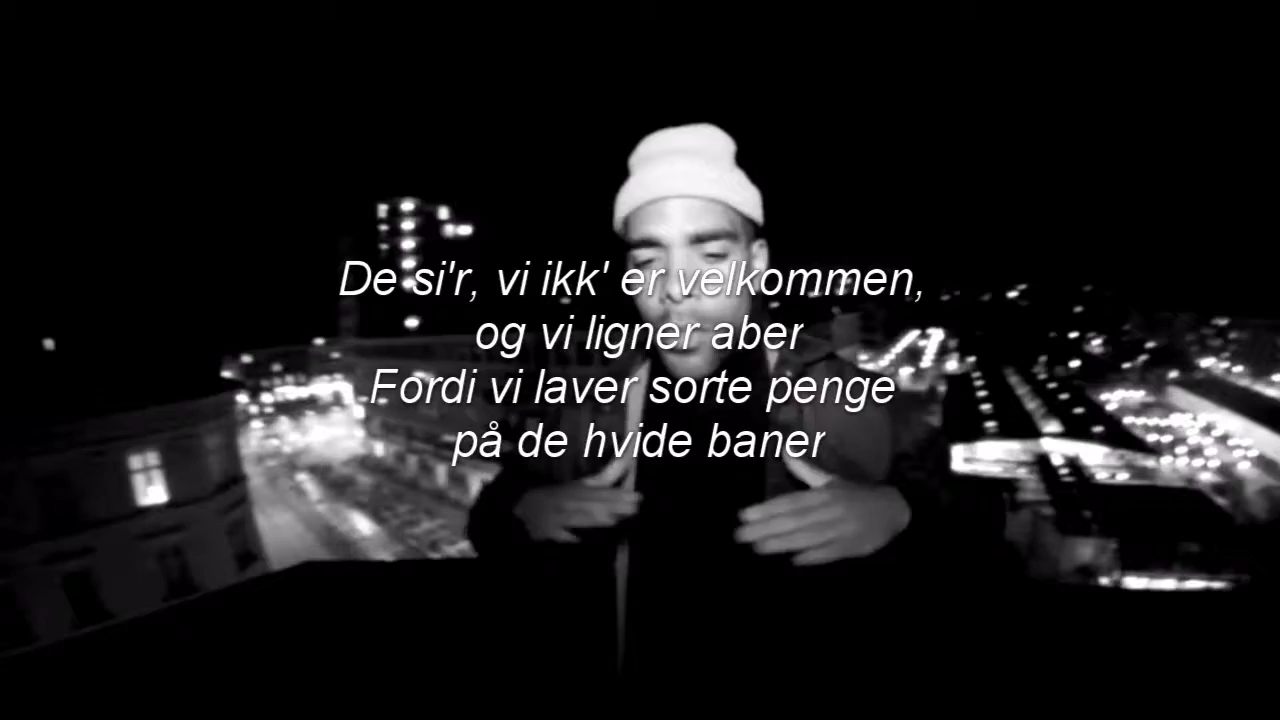 De si'r, vi ikk' er velkommen,
og vi ligner aber
Fordi vi laver sorte penge
på de hvide baner